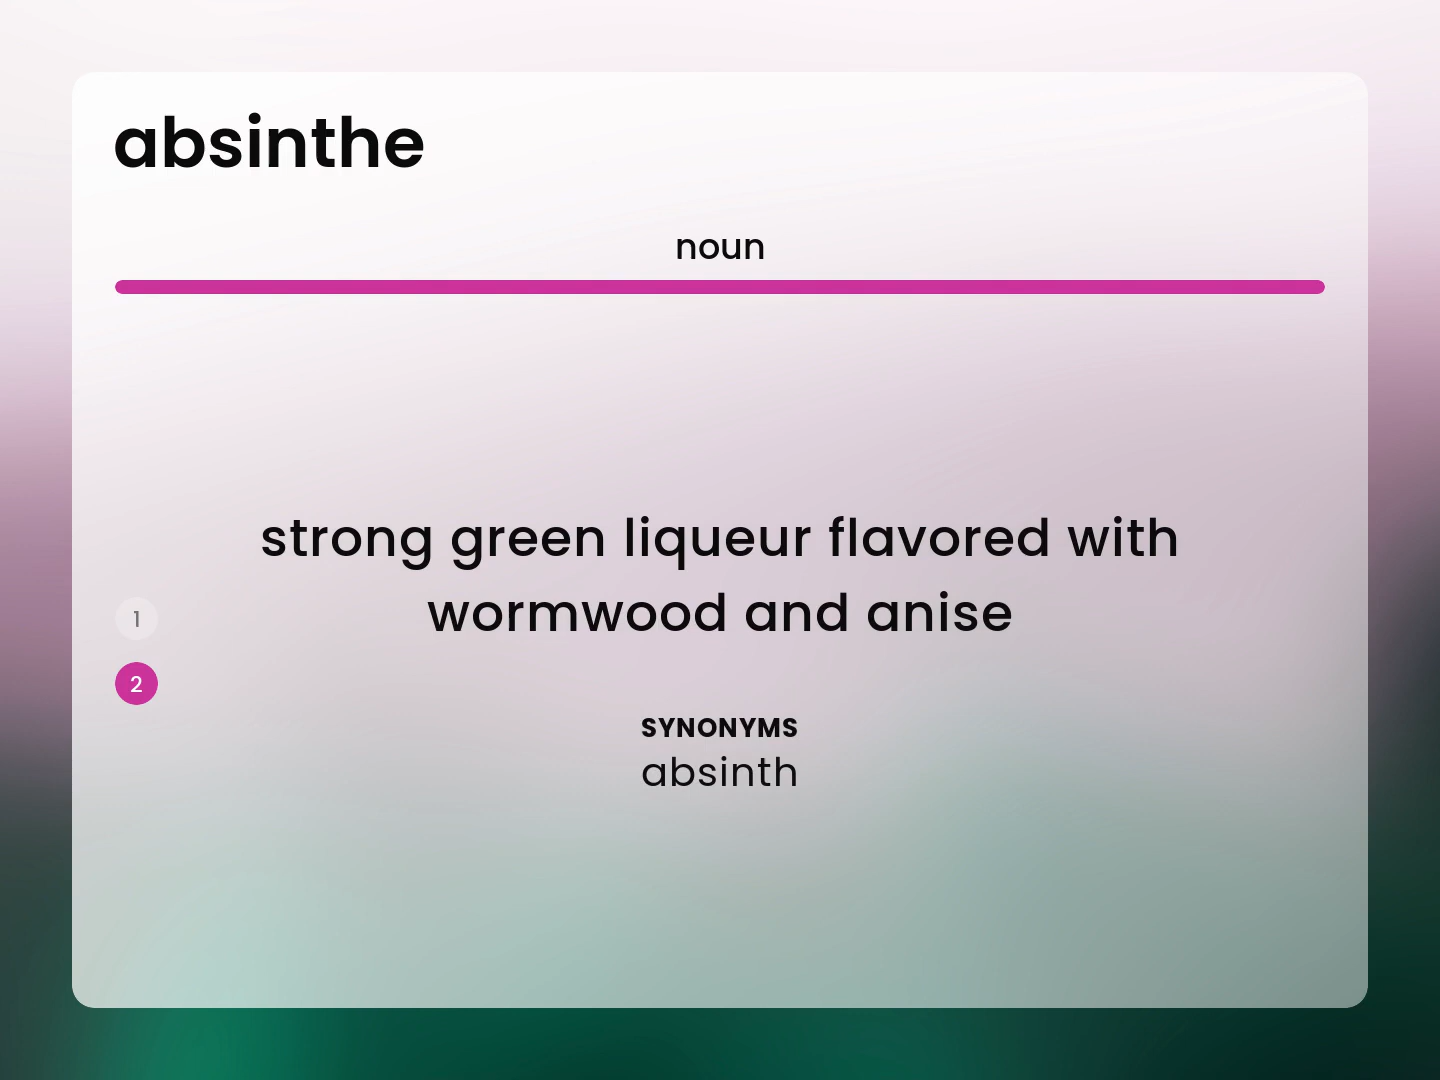 absinthe
noun
strong green liqueur flavored with
wormwood and anise
1
2
SYNONYMS
absinth